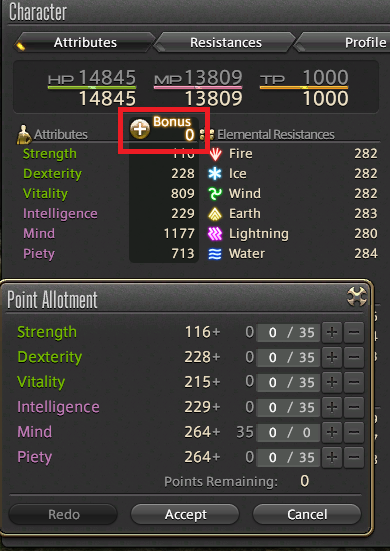 Character
Attributes Resistances Profile
HP 14845 MP 13809 TP 1000
14845 13809 1000
Bonus
0
Attributes Elemental Resistances
Strength 116 Fire 282
Dexterity 228 Ice 282
Vitality 809 Wind 282
Intelligence 229 Earth 283
Mind 1177 Lightning 280
Piety 713 Water 284
Point Allotment
Strength 116+ 0 0 / 35 + −
Dexterity 228+ 0 0 / 35 + −
Vitality 215+ 0 0 / 35 + −
Intelligence 229+ 0 0 / 35 + −
Mind 264+ 35 0 / 0 + −
Piety 264+ 0 0 / 35 + −
Points Remaining: 0
Redo Accept Cancel